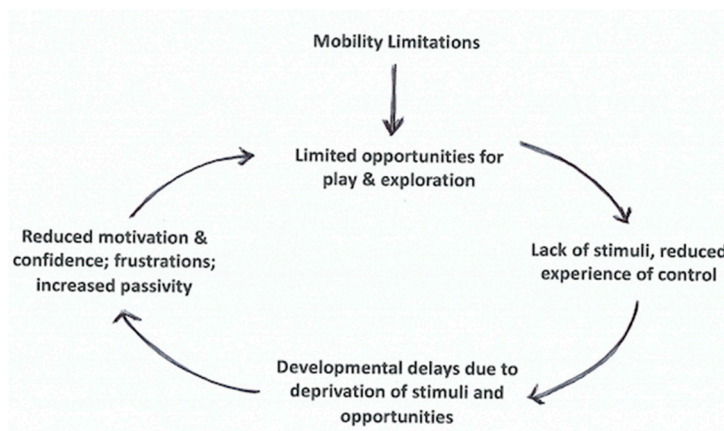 Mobility Limitations
Limited opportunities for
play & exploration
Lack of stimuli, reduced
experience of control
Developmental delays due to
deprivation of stimuli and
opportunities
Reduced motivation &
confidence; frustrations;
increased passivity